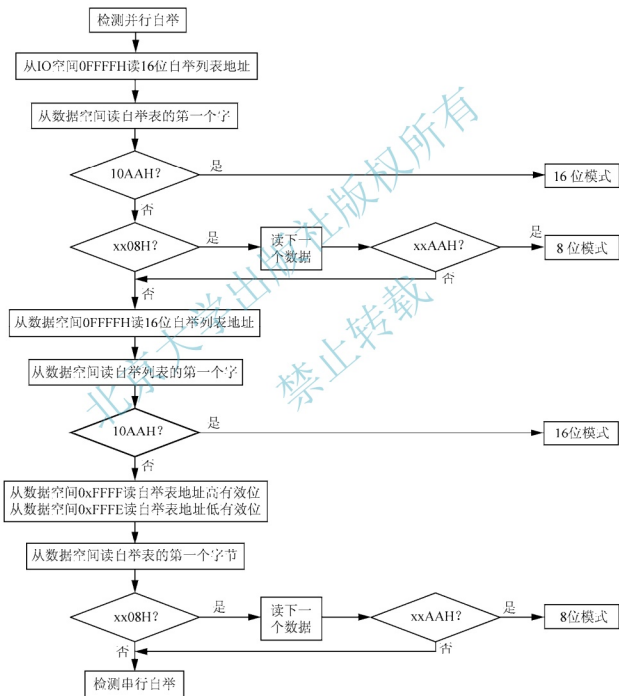 检测并行自举
从IO空间0FFFFH读16位自举列表地址
从数据空间读自举表的第一个字
10AAH？
是
16位模式
否
xx08H？
是
读下一
个数据
xxAAH？
是
8位模式
否
否
从数据空间0FFFFH读16位自举列表地址
从数据空间读自举列表的第一个字
10AAH？
是
16位模式
否
从数据空间0xFFFF读自举表地址高有效位
从数据空间0xFFFE读自举表地址低有效位
从数据空间读自举表的第一个字节
xx08H？
是
读下一
个数据
xxAAH？
是
8位模式
否
否
检测串行自举
北京大学出版社版权所有
禁止转载